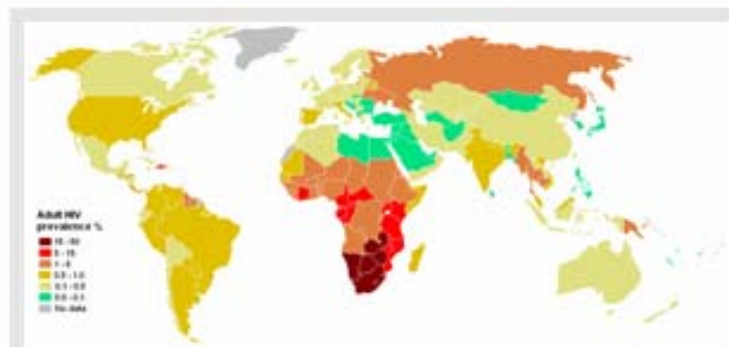 Adult HIV
prevalence %
15 - 50
5 - 15
1 - 5
0.5 - 1.0
0.1 - 0.5
0.0 - 0.1
No data